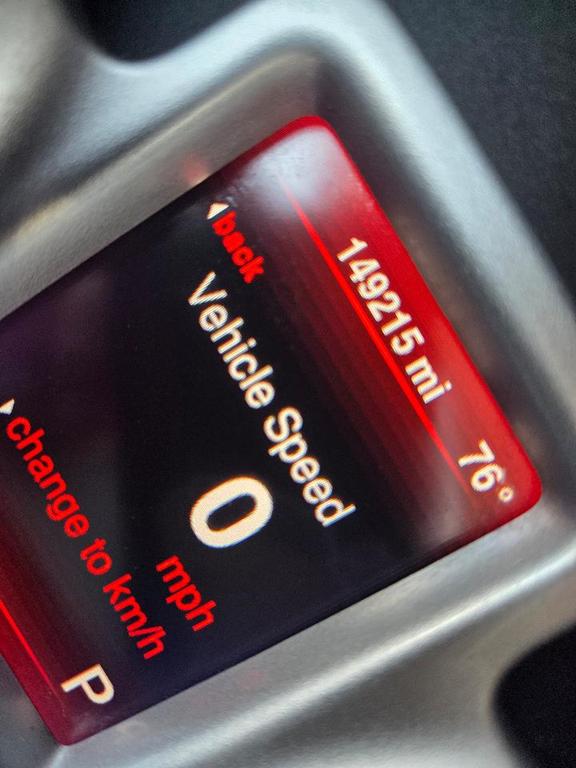 149215 mi 76°
back
Vehicle Speed
0
mph
change to km/h
P